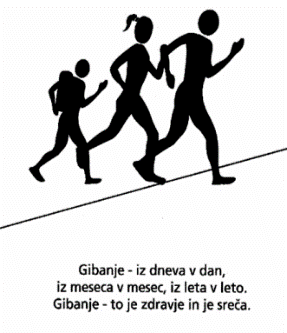 Gibanje - iz dneva v dan,
iz meseca v mesec, iz leta v leto.
Gibanje - to je zdravje in je sreča.